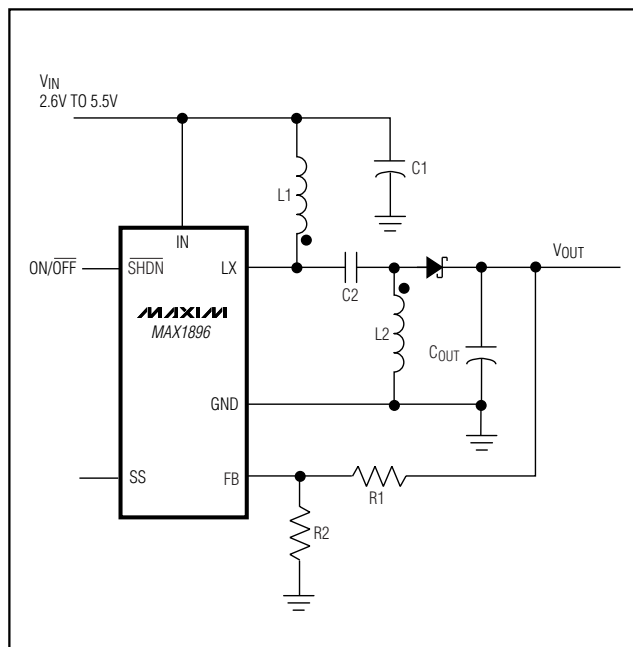 VIN
2.6V TO 5.5V
C1
L1
IN
ON/OFF
SHDN
LX
VOUT
C2
MAXIM
MAX1896
L2
COUT
GND
SS
FB
R1
R2